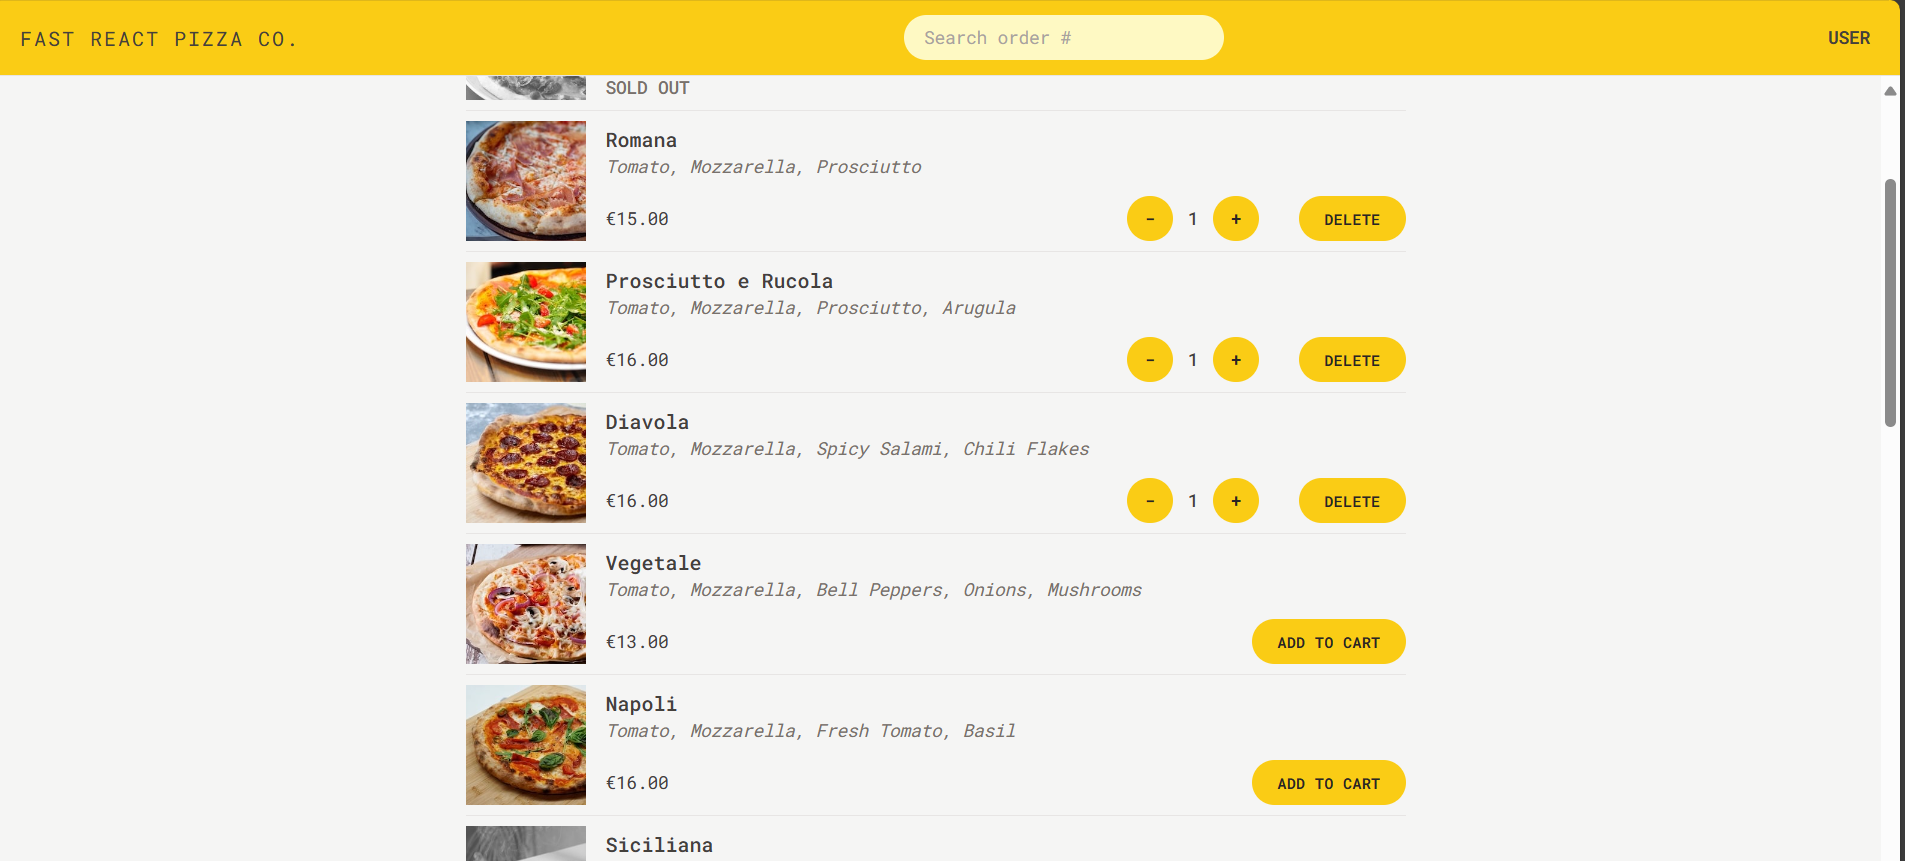 FAST REACT PIZZA CO.
Search order #
USER
SOLD OUT
Romana
Tomato, Mozzarella, Prosciutto
€15.00
- 1 + DELETE
Prosciutto e Rucola
Tomato, Mozzarella, Prosciutto, Arugula
€16.00
- 1 + DELETE
Diavola
Tomato, Mozzarella, Spicy Salami, Chili Flakes
€16.00
- 1 + DELETE
Vegetale
Tomato, Mozzarella, Bell Peppers, Onions, Mushrooms
€13.00
ADD TO CART
Napoli
Tomato, Mozzarella, Fresh Tomato, Basil
€16.00
ADD TO CART
Siciliana